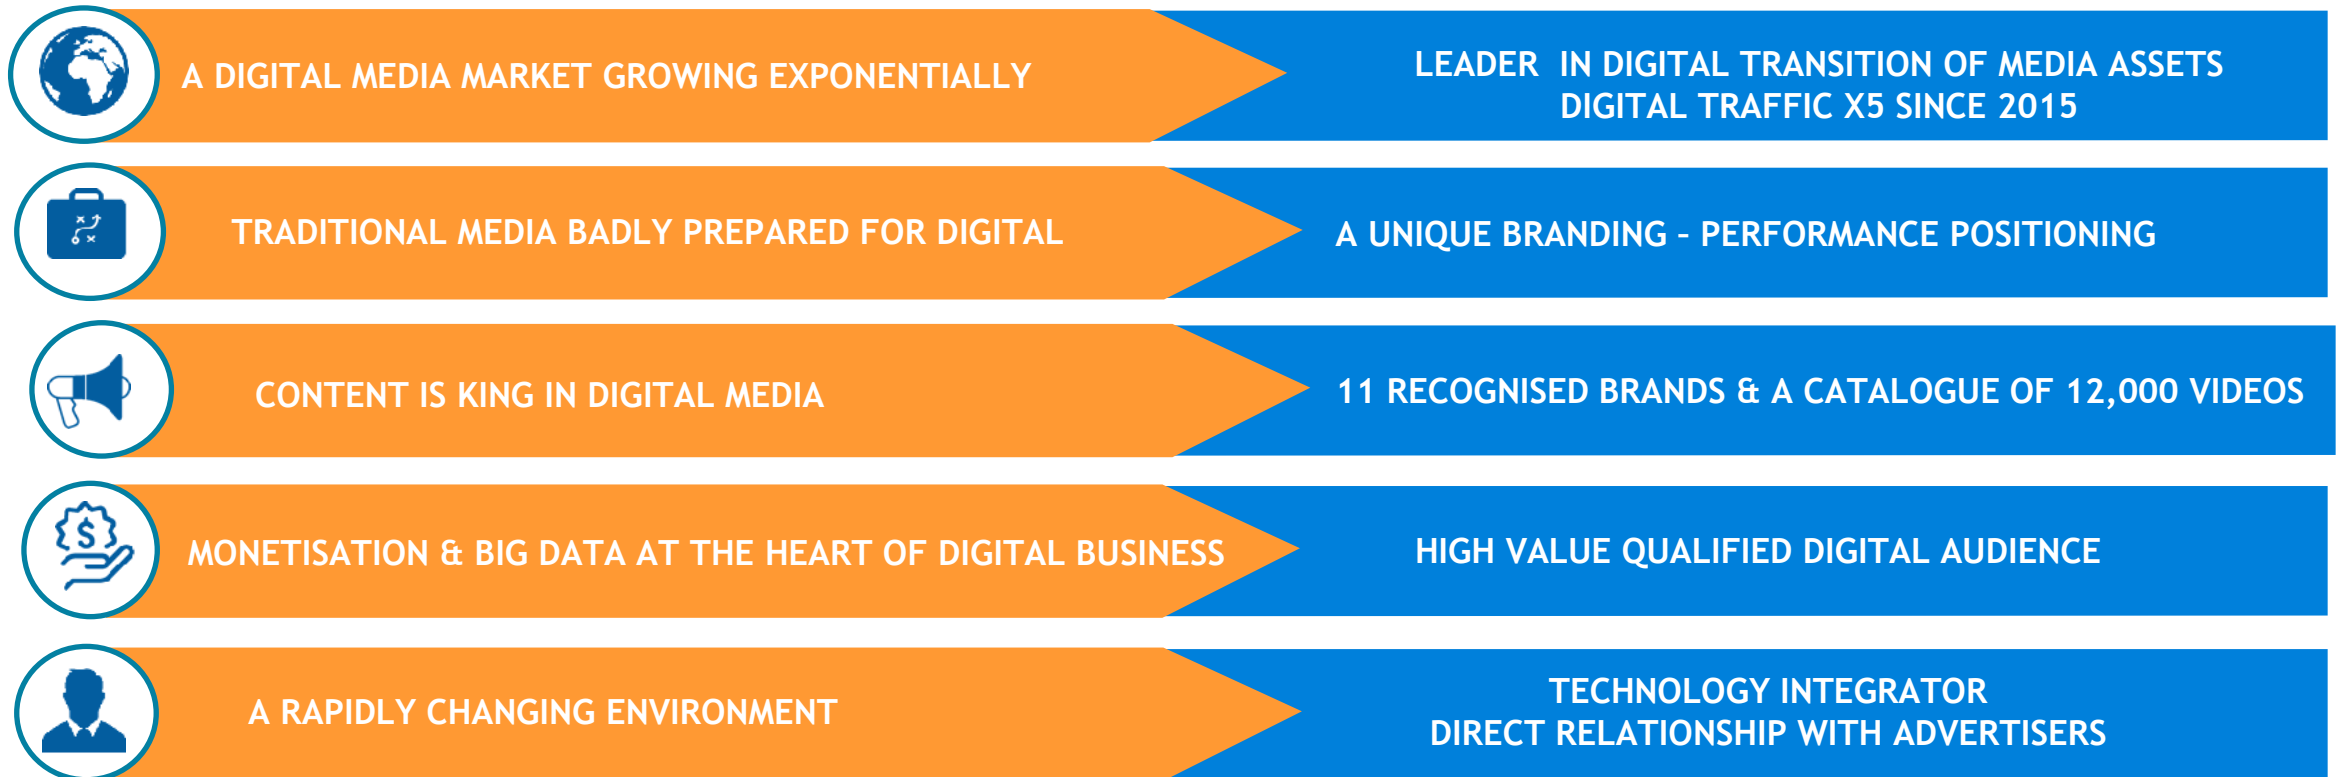 A DIGITAL MEDIA MARKET GROWING EXPONENTIALLY
LEADER IN DIGITAL TRANSITION OF MEDIA ASSETS
DIGITAL TRAFFIC X5 SINCE 2015
TRADITIONAL MEDIA BADLY PREPARED FOR DIGITAL
A UNIQUE BRANDING – PERFORMANCE POSITIONING
CONTENT IS KING IN DIGITAL MEDIA
11 RECOGNISED BRANDS & A CATALOGUE OF 12,000 VIDEOS
MONETISATION & BIG DATA AT THE HEART OF DIGITAL BUSINESS
HIGH VALUE QUALIFIED DIGITAL AUDIENCE
A RAPIDLY CHANGING ENVIRONMENT
TECHNOLOGY INTEGRATOR
DIRECT RELATIONSHIP WITH ADVERTISERS